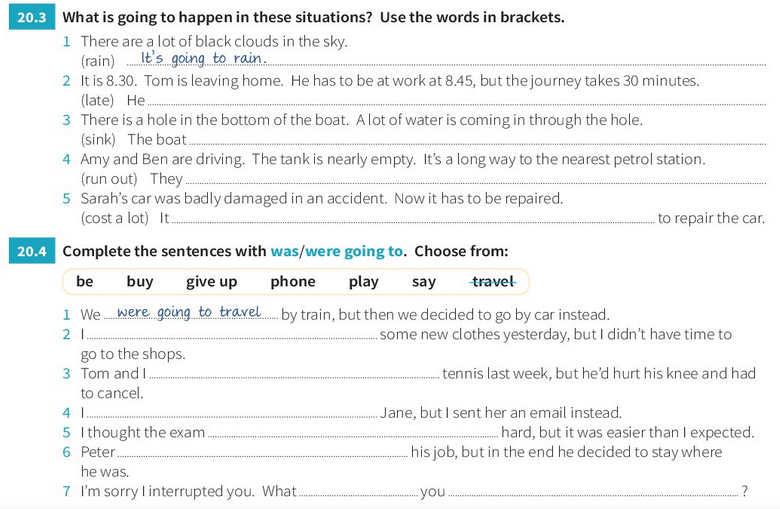 20.3 What is going to happen in these situations? Use the words in brackets.
1 There are a lot of black clouds in the sky.
(rain) It's going to rain.
2 It is 8.30. Tom is leaving home. He has to be at work at 8.45, but the journey takes 30 minutes.
(late) He
3 There is a hole in the bottom of the boat. A lot of water is coming in through the hole.
(sink) The boat
4 Amy and Ben are driving. The tank is nearly empty. It's a long way to the nearest petrol station.
(run out) They
5 Sarah's car was badly damaged in an accident. Now it has to be repaired.
(cost a lot) It to repair the car.
20.4 Complete the sentences with was/were going to. Choose from:
be buy give up phone play say travel
1 We were going to travel by train, but then we decided to go by car instead.
2 I some new clothes yesterday, but I didn't have time to
go to the shops.
3 Tom and I tennis last week, but he'd hurt his knee and had
to cancel.
4 I Jane, but I sent her an email instead.
5 I thought the exam hard, but it was easier than I expected.
6 Peter his job, but in the end he decided to stay where
he was.
7 I'm sorry I interrupted you. What you ?